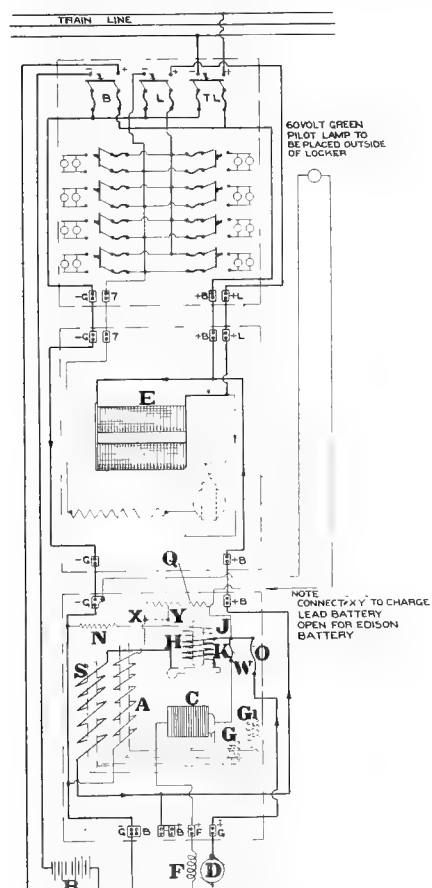 TRAIN LINE
- + - + - +
B L TL
60 VOLT GREEN
PILOT LAMP TO
BE PLACED OUTSIDE
OF LOCKER
-G 7 +B +L
-G 7 +B +L
E
-G +B
Q
G +B
NOTE
CONNECT "XY" TO CHARGE
LEAD BATTERY
OPEN FOR EDISON
BATTERY
X Y J
N H K O
W
S
A C G1
G
G B B F G
F D
B